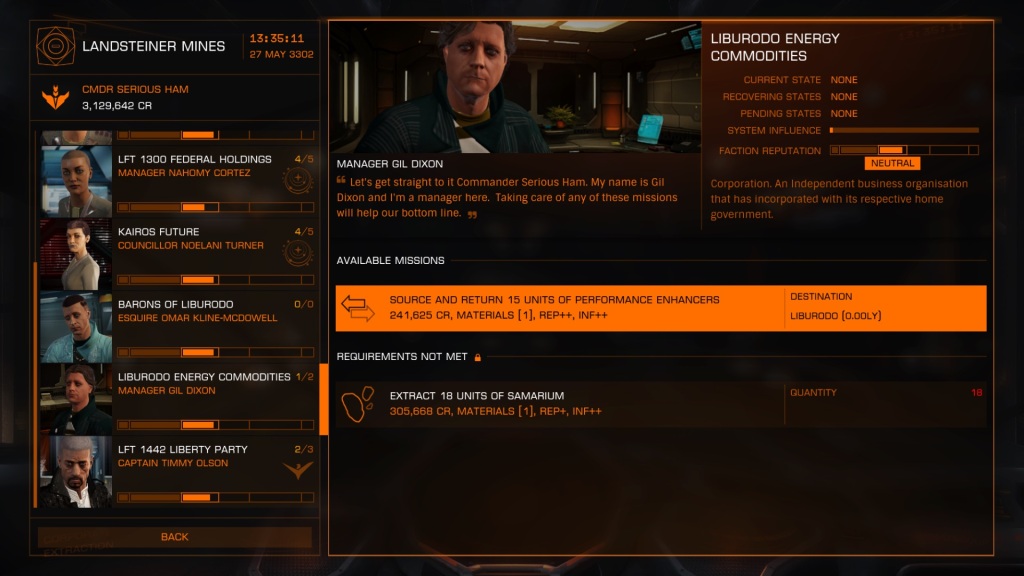 LANDSTEINER MINES
13:35:11
27 MAY 3302
CMDR SERIOUS HAM
3,129,642 CR
LFT 1300 FEDERAL HOLDINGS 4/5
MANAGER NAHOMY CORTEZ
KAIROS FUTURE 4/5
COUNCILLOR NOELANI TURNER
BARONS OF LIBURODO 0/0
ESQUIRE OMAR KLINE-MCDOWELL
LIBURODO ENERGY COMMODITIES 1/2
MANAGER GIL DIXON
LFT 1442 LIBERTY PARTY 2/3
CAPTAIN TIMMY OLSON
BACK
EXTRACTION
MANAGER GIL DIXON
“ Let's get straight to it Commander Serious Ham. My name is Gil
Dixon and I'm a manager here. Taking care of any of these missions
will help our bottom line. ”
LIBURODO ENERGY
COMMODITIES
CURRENT STATE NONE
RECOVERING STATES NONE
PENDING STATES NONE
SYSTEM INFLUENCE
FACTION REPUTATION
NEUTRAL
Corporation. An Independent business organisation
that has incorporated with its respective home
government.
AVAILABLE MISSIONS
SOURCE AND RETURN 15 UNITS OF PERFORMANCE ENHANCERS
241,625 CR, MATERIALS [1], REP++, INF++
DESTINATION
LIBURODO [0.00LY]
REQUIREMENTS NOT MET
EXTRACT 18 UNITS OF SAMARIUM
305,668 CR, MATERIALS [1], REP+, INF++
QUANTITY 18